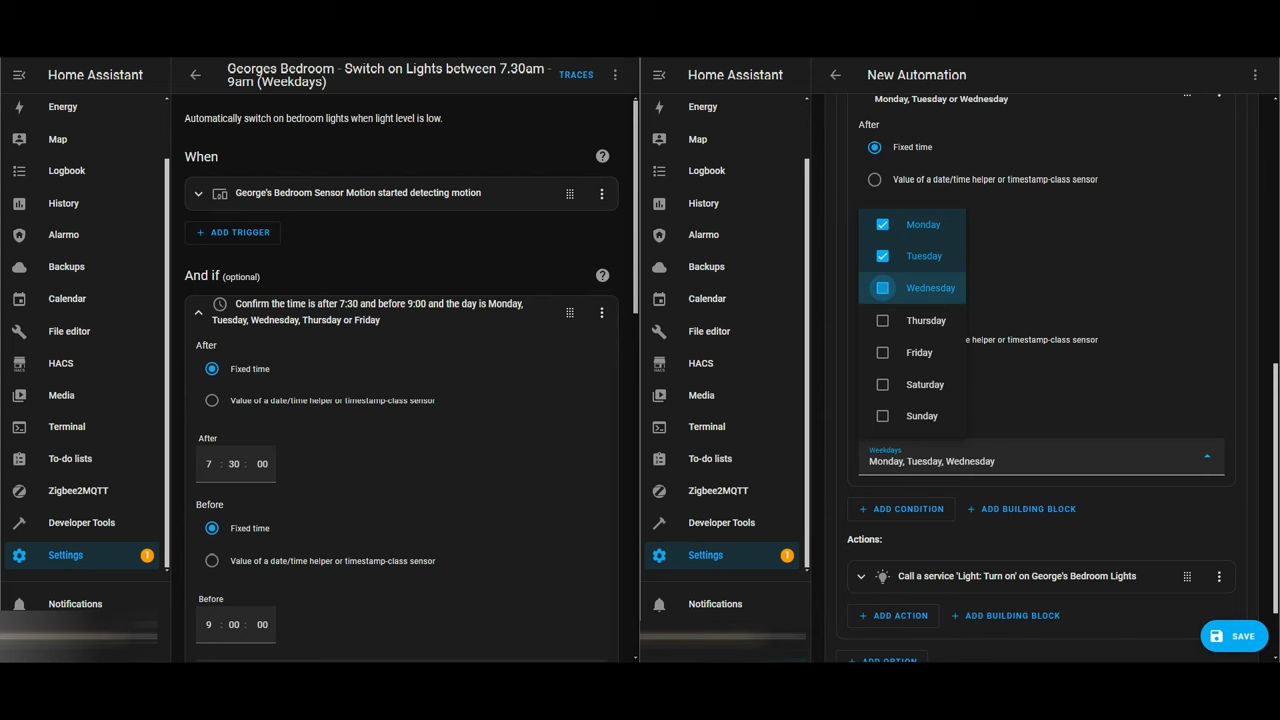 Home Assistant
Energy
Map
Logbook
History
Alarmo
Backups
Calendar
File editor
HACS
Media
Terminal
To-do lists
Zigbee2MQTT
Developer Tools
Settings
1
Notifications
Georges Bedroom - Switch on Lights between 7.30am -
9am (Weekdays)
TRACES
Automatically switch on bedroom lights when light level is low.
When
George's Bedroom Sensor Motion started detecting motion
+ ADD TRIGGER
And if (optional)
Confirm the time is after 7:30 and before 9:00 and the day is Monday,
Tuesday, Wednesday, Thursday or Friday
After
Fixed time
Value of a date/time helper or timestamp-class sensor
After
7 : 30 : 00
Before
Fixed time
Value of a date/time helper or timestamp-class sensor
Before
9 : 00 : 00
Home Assistant
Energy
Map
Logbook
History
Alarmo
Backups
Calendar
File editor
HACS
Media
Terminal
To-do lists
Zigbee2MQTT
Developer Tools
Settings
1
Notifications
New Automation
Monday, Tuesday or Wednesday
After
Fixed time
Value of a date/time helper or timestamp-class sensor
Monday
Tuesday
Wednesday
Thursday
e helper or timestamp-class sensor
Friday
Saturday
Sunday
Weekdays
Monday, Tuesday, Wednesday
+ ADD CONDITION + ADD BUILDING BLOCK
Actions:
Call a service 'Light: Turn on' on George's Bedroom Lights
+ ADD ACTION + ADD BUILDING BLOCK
SAVE
+ ADD OPTION